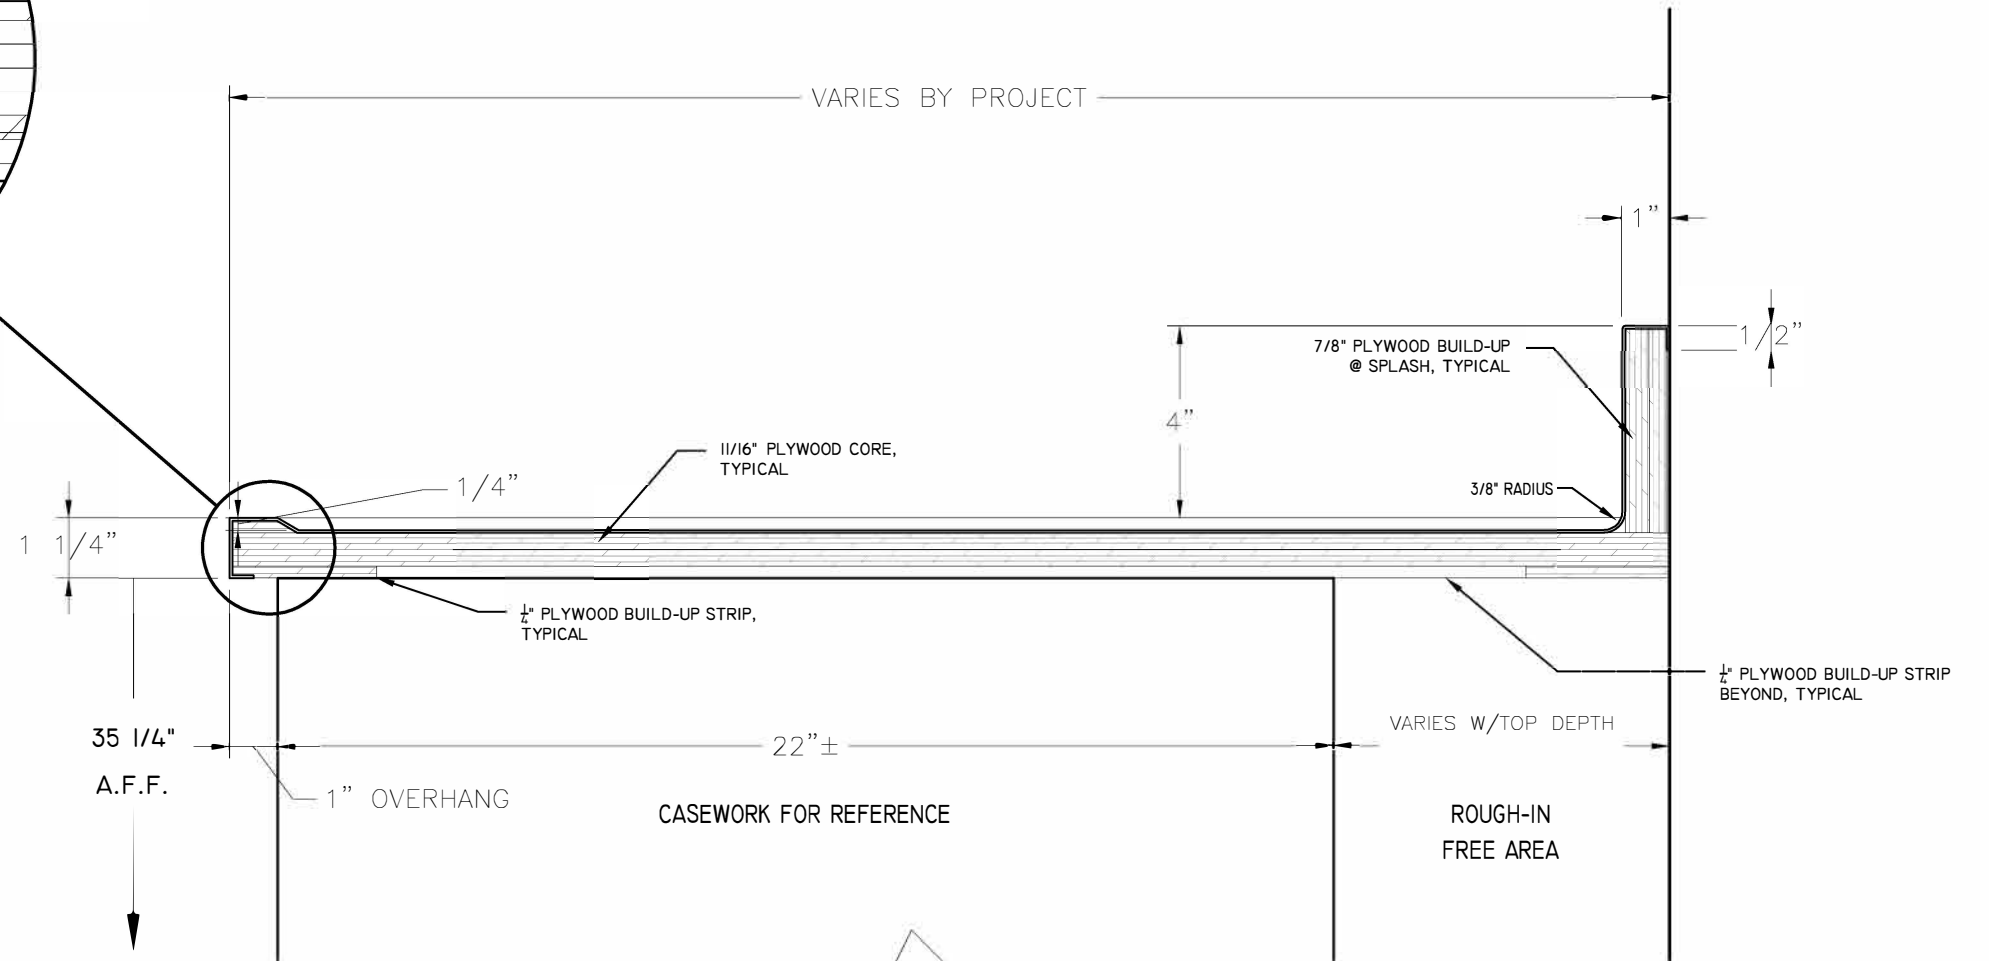 VARIES BY PROJECT
1”
1/2”
7/8" PLYWOOD BUILD-UP
@ SPLASH, TYPICAL
4”
11/16" PLYWOOD CORE,
TYPICAL
1/4”
3/8" RADIUS
1 1/4”
¼" PLYWOOD BUILD-UP STRIP,
TYPICAL
¼" PLYWOOD BUILD-UP STRIP
BEYOND, TYPICAL
VARIES W/TOP DEPTH
35 1/4"
A.F.F.
22”±
1” OVERHANG
CASEWORK FOR REFERENCE
ROUGH-IN
FREE AREA